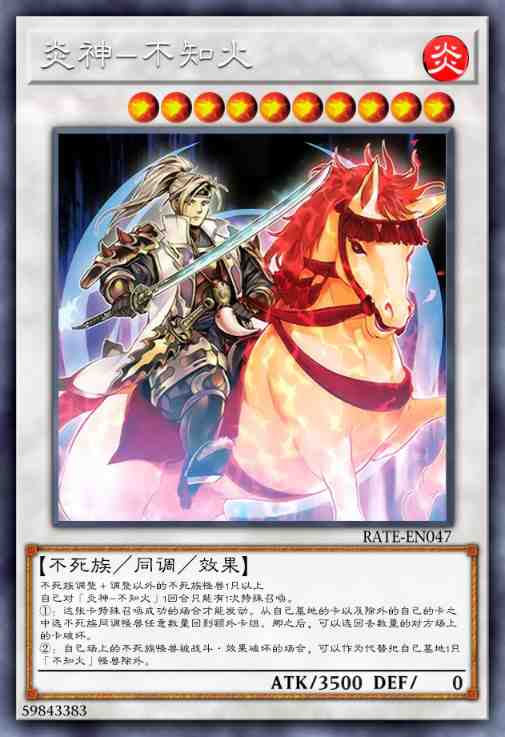 炎神-不知火
炎
RATE-EN047
【不死族／同调／效果】
不死族调整＋调整以外的不死族怪兽1只以上
自己对「炎神-不知火」1回合只能有1次特殊召唤。
①：这张卡特殊召唤成功的场合才能发动。从自己墓地的卡以及除外的自己的卡之
中选不死族同调怪兽任意数量回到额外卡组。那之后，可以选回去数量的对方场上
的卡破坏。
②：自己场上的不死族怪兽被战斗·效果破坏的场合，可以作为代替把自己墓地1只
「不知火」怪兽除外。
ATK/3500 DEF/ 0
59843383